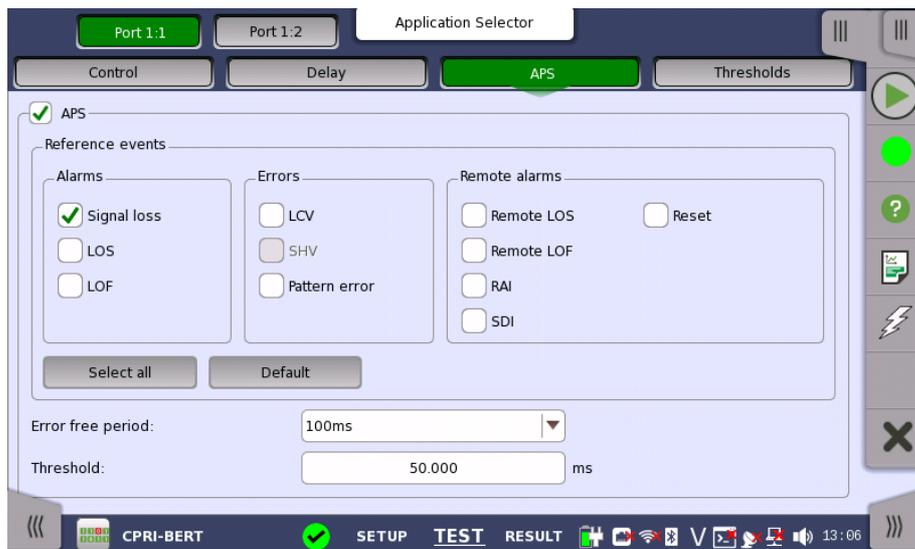 Application Selector
Port 1:1 Port 1:2
Control Delay APS Thresholds
APS
Reference events
Alarms Errors Remote alarms
Signal loss LCV Remote LOS Reset
LOS SHV Remote LOF
LOF Pattern error RAI
SDI
Select all Default
Error free period: 100ms
Threshold: 50.000 ms
CPRI-BERT SETUP TEST RESULT V 13:06